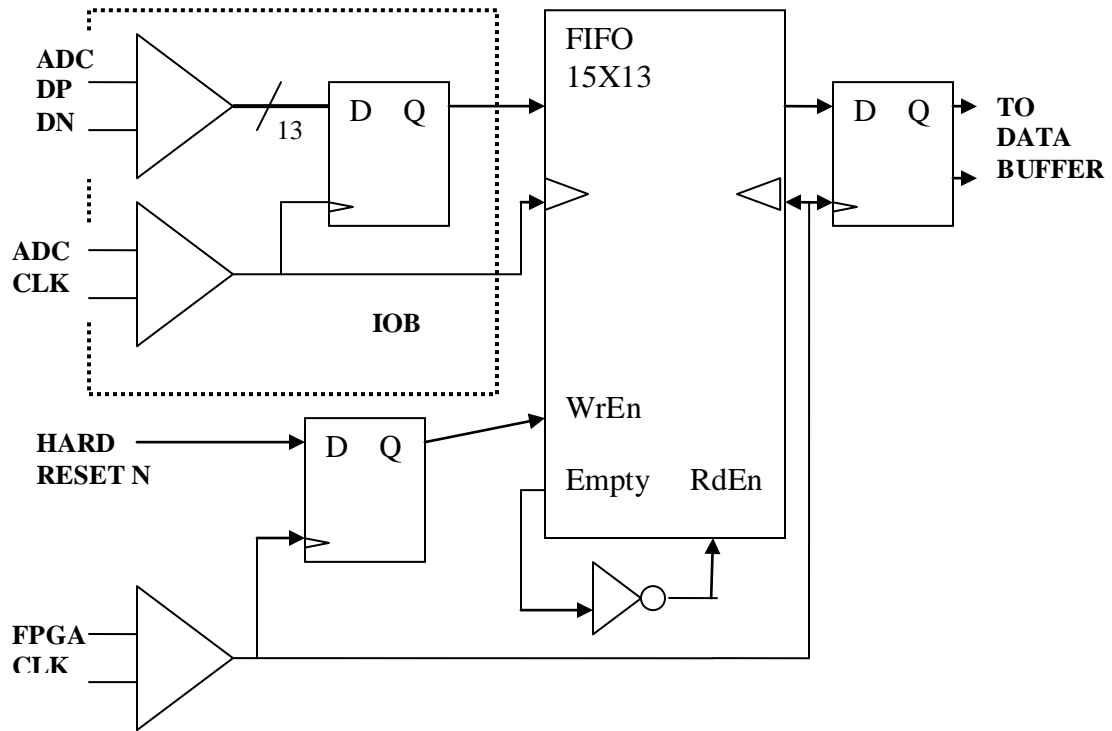 ADC
DP
DN
13
D Q
FIFO
15X13
D Q
TO
DATA
BUFFER
ADC
CLK
IOB
WrEn
HARD
RESET N
D Q
Empty RdEn
FPGA
CLK